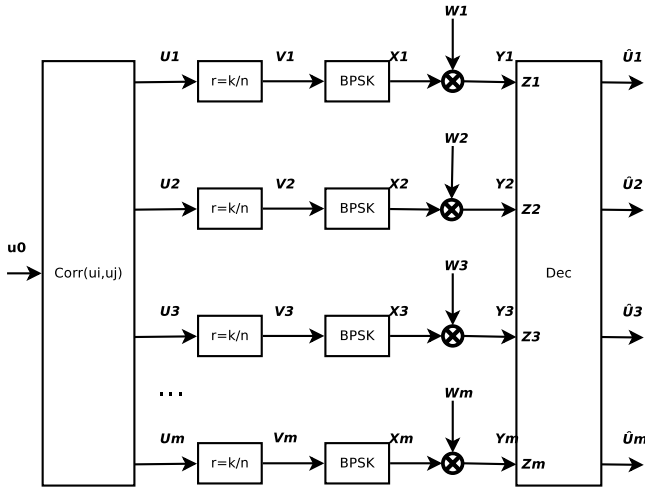 W1
U1 V1 X1 Y1 Û1
r=k/n BPSK Z1
W2
U2 V2 X2 Y2 Û2
r=k/n BPSK Z2
u0
W3
Corr(ui,uj) Dec
U3 V3 X3 Y3 Û3
r=k/n BPSK Z3
...
Wm
Um Vm Xm Ym Ûm
r=k/n BPSK Zm